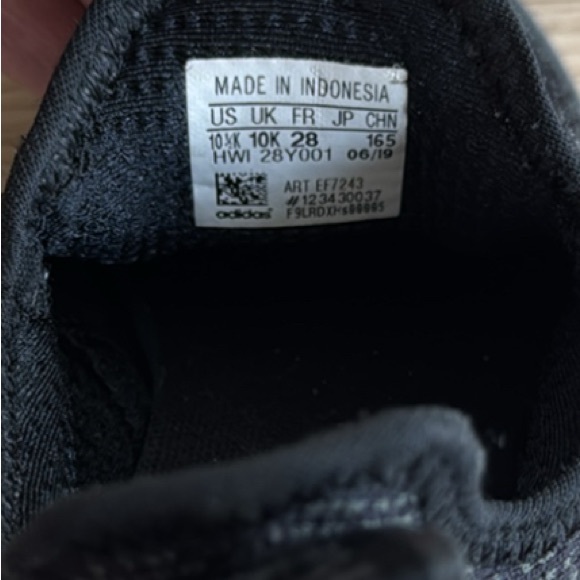 MADE IN INDONESIA
US UK FR JP CHN
10½K 10K 28 165
HWI 28Y001 06/19
ART EF7243
#123430037
adidas F9LRDXHs00005